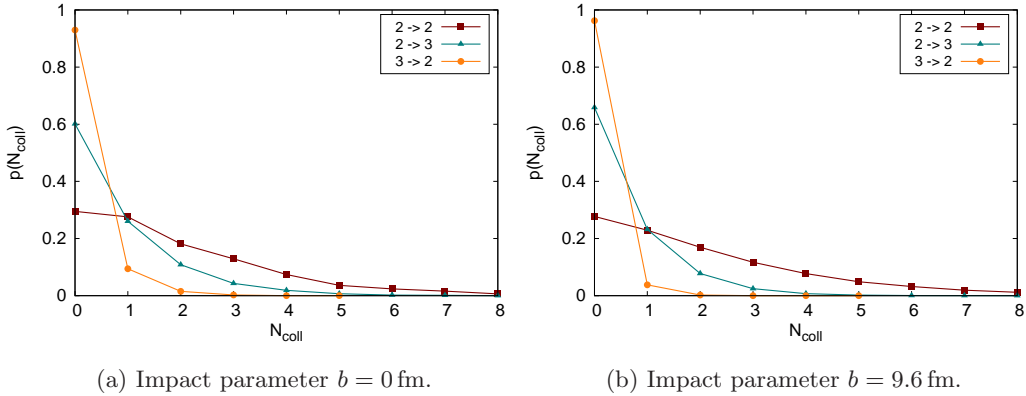 1
0.8
0.6
0.4
0.2
0
p(N_coll)
0 1 2 3 4 5 6 7 8
N_coll
2 -> 2
2 -> 3
3 -> 2
(a) Impact parameter b = 0 fm.
1
0.8
0.6
0.4
0.2
0
p(N_coll)
0 1 2 3 4 5 6 7 8
N_coll
2 -> 2
2 -> 3
3 -> 2
(b) Impact parameter b = 9.6 fm.